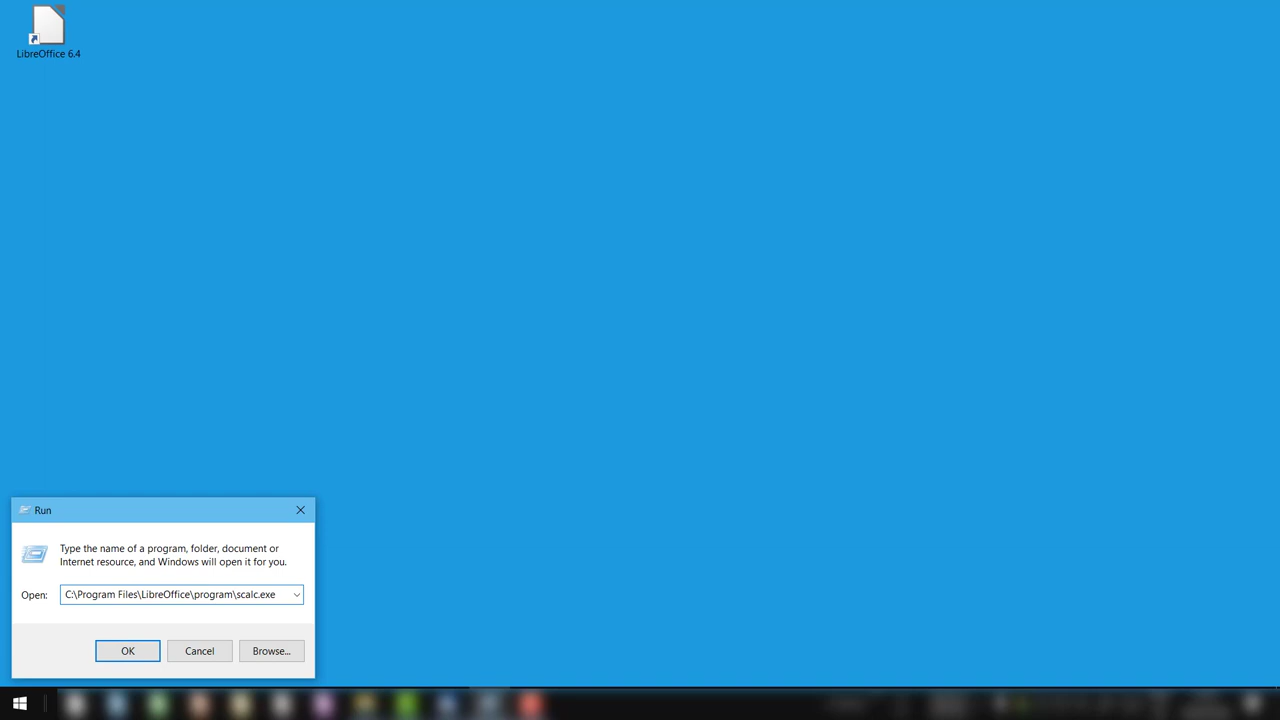 LibreOffice 6.4
Run
Type the name of a program, folder, document or
Internet resource, and Windows will open it for you.
Open:
C:\Program Files\LibreOffice\program\scalc.exe
OK
Cancel
Browse...